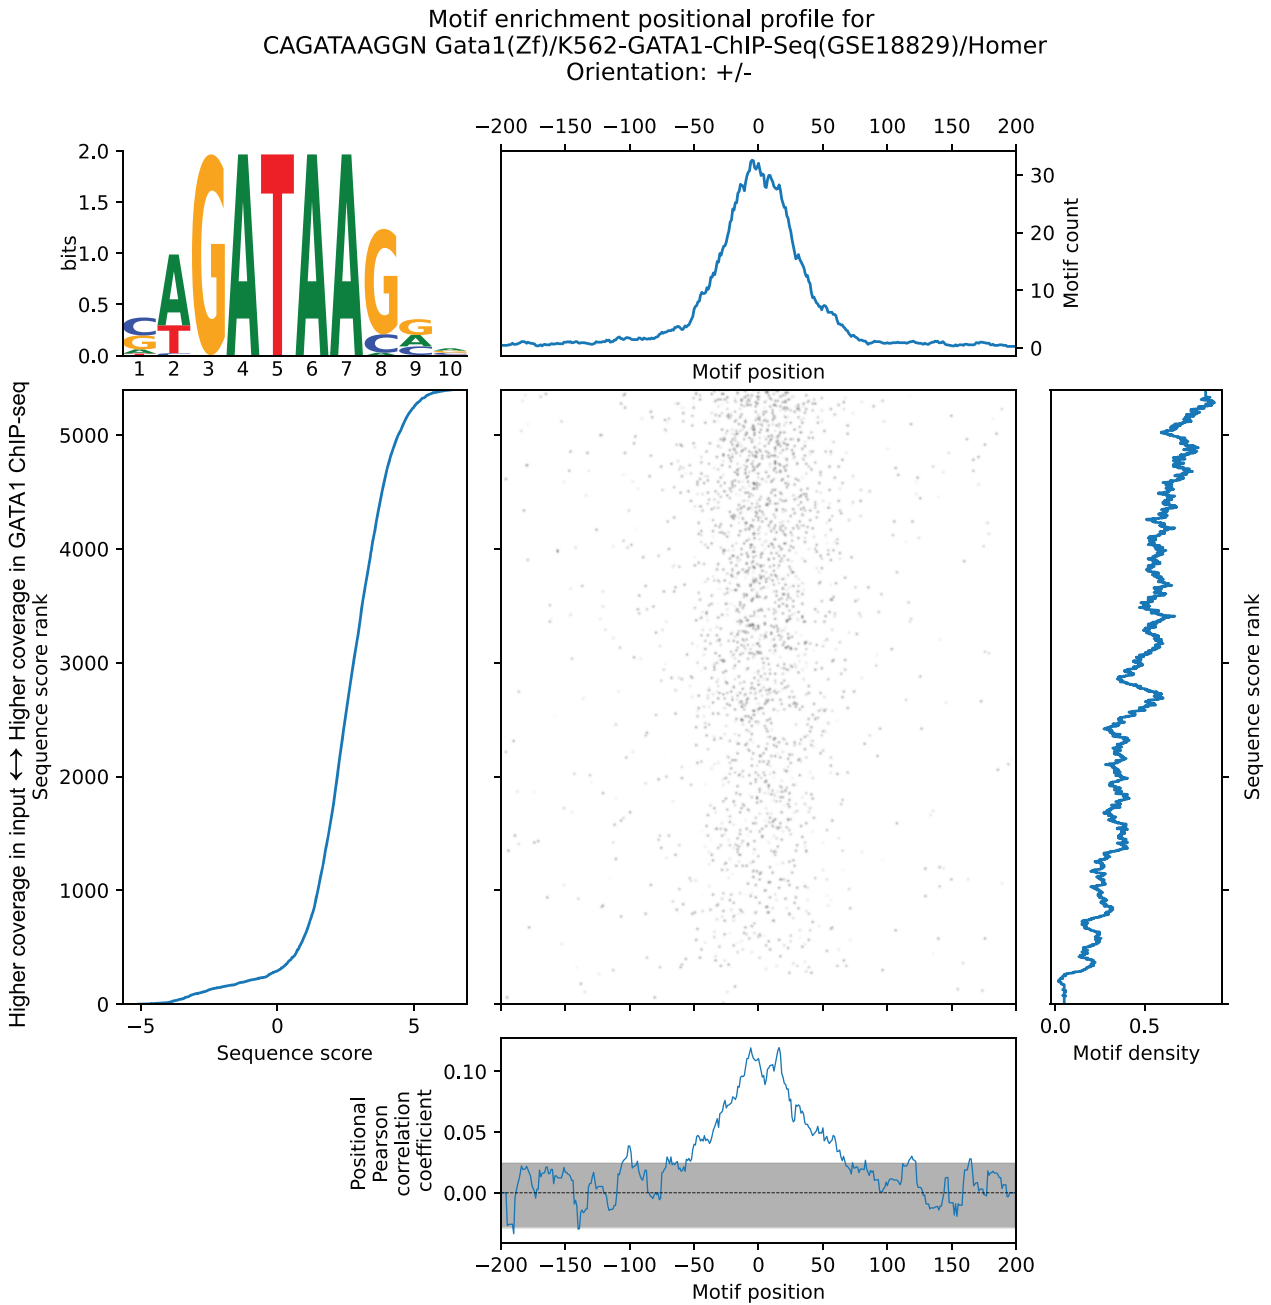 Motif enrichment positional profile for
CAGATAAGGN Gata1(Zf)/K562-GATA1-ChIP-Seq(GSE18829)/Homer
Orientation: +/-
−200 −150 −100 −50 0 50 100 150 200
2.0
1.5
1.0
0.5
0.0
bits
C G A T
A T C
G
A
T
A
A
G C A
G A C
1 2 3 4 5 6 7 8 9 10
30
20
10
0
Motif count
Motif position
Higher coverage in input ⟷ Higher coverage in GATA1 ChIP-seq
Sequence score rank
5000
4000
3000
2000
1000
0
−5 0 5
Sequence score
0.0 0.5
Motif density
Sequence score rank
Positional
Pearson
correlation
coefficient
0.10
0.05
0.00
−200 −150 −100 −50 0 50 100 150 200
Motif position